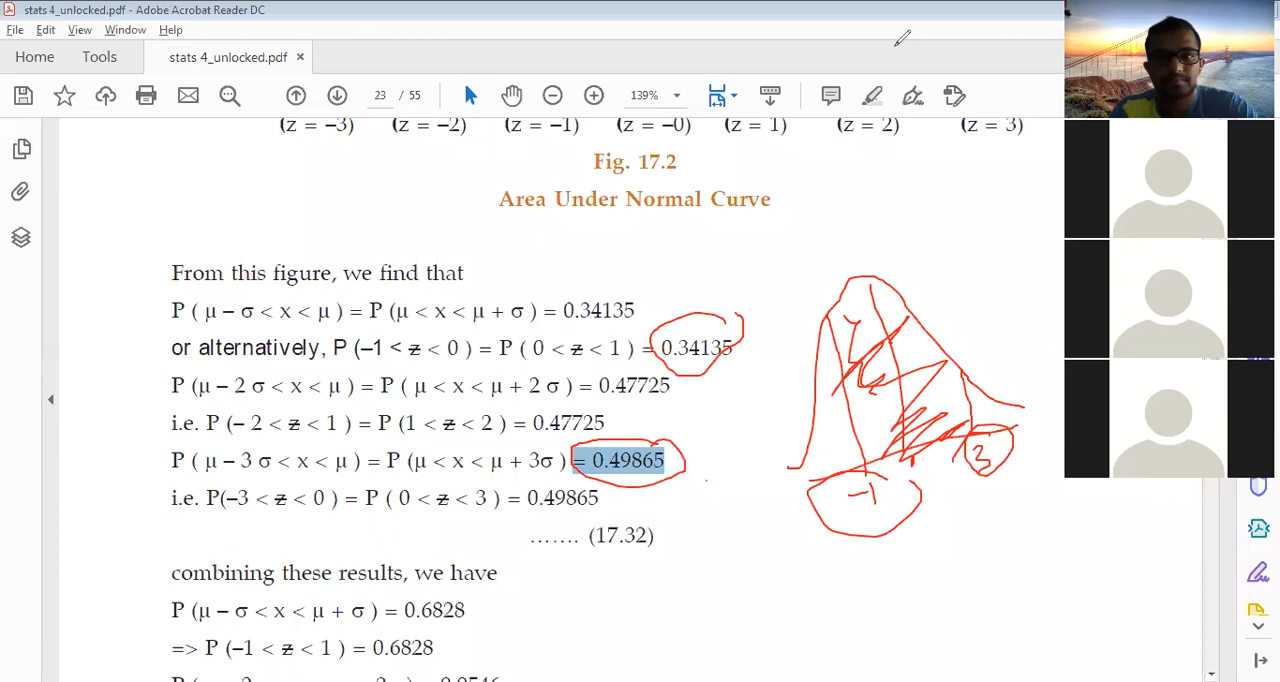 stats 4_unlocked.pdf - Adobe Acrobat Reader DC
File Edit View Window Help
Home Tools stats 4_unlocked.pdf ×
23 / 55 139%
(z = –3) (z = –2) (z = –1) (z = –0) (z = 1) (z = 2) (z = 3)
Fig. 17.2
Area Under Normal Curve
From this figure, we find that
P ( μ – σ < x < μ ) = P (μ < x < μ + σ ) = 0.34135
or alternatively, P (–1 < z < 0 ) = P ( 0 < z < 1 ) = 0.34135
P (μ – 2 σ < x < μ ) = P ( μ < x < μ + 2 σ ) = 0.47725
i.e. P (– 2 < z < 1 ) = P (1 < z < 2 ) = 0.47725
P ( μ – 3 σ < x < μ ) = P (μ < x < μ + 3σ ) = 0.49865
i.e. P(–3 < z < 0 ) = P ( 0 < z < 3 ) = 0.49865
……. (17.32)
combining these results, we have
P (μ – σ < x < μ + σ ) = 0.6828
=> P (–1 < z < 1 ) = 0.6828
-1
3